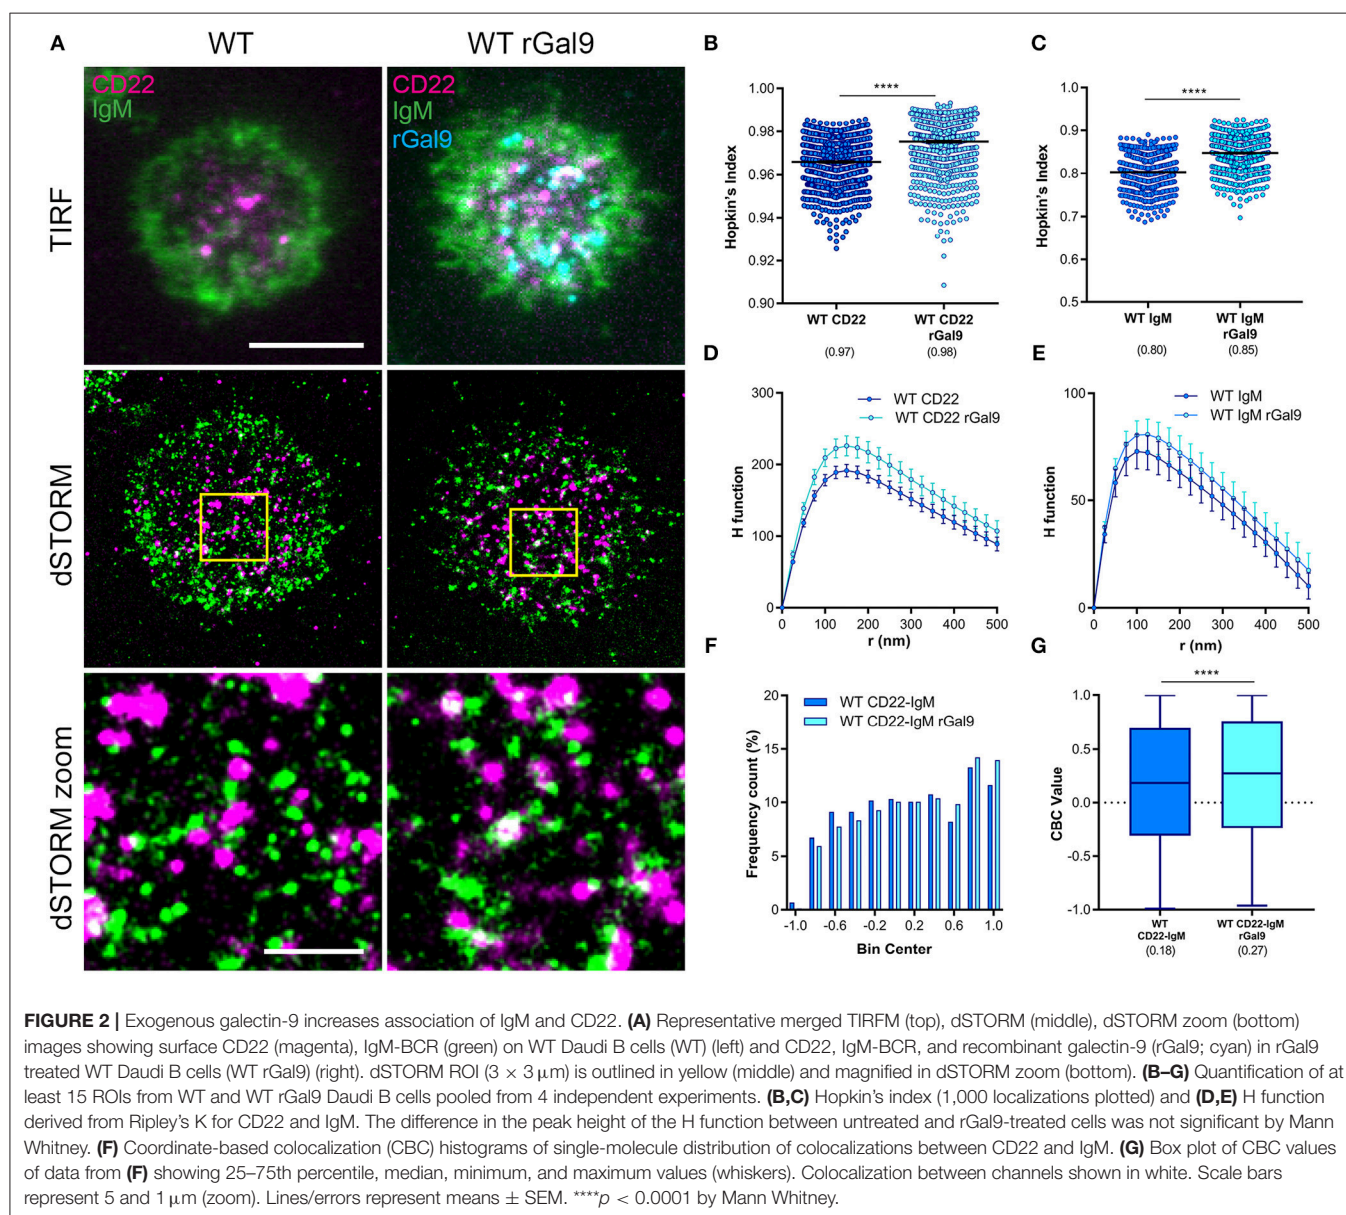 A
WT
WT rGal9
TIRF
CD22
IgM
CD22
IgM
rGal9
dSTORM
dSTORM zoom
B
****
Hopkin's Index
1.00
0.98
0.96
0.94
0.92
0.90
WT CD22
WT CD22
rGal9
(0.97)
(0.98)
C
****
Hopkin's Index
1.0
0.9
0.8
0.7
0.6
0.5
WT IgM
WT IgM
rGal9
(0.80)
(0.85)
D
WT CD22
WT CD22 rGal9
H function
300
200
100
0
0 100 200 300 400 500
r (nm)
E
WT IgM
WT IgM rGal9
H function
100
50
0
0 100 200 300 400 500
r (nm)
F
WT CD22-IgM
WT CD22-IgM rGal9
Frequency count (%)
20
15
10
5
0
-1.0 -0.6 -0.2 0.2 0.6 1.0
Bin Center
G
****
CBC Value
1.0
0.5
0.0
-0.5
-1.0
WT
CD22-IgM
(0.18)
WT CD22-IgM
rGal9
(0.27)
FIGURE 2 | Exogenous galectin-9 increases association of IgM and CD22. (A) Representative merged TIRFM (top), dSTORM (middle), dSTORM zoom (bottom)
images showing surface CD22 (magenta), IgM-BCR (green) on WT Daudi B cells (WT) (left) and CD22, IgM-BCR, and recombinant galectin-9 (rGal9; cyan) in rGal9
treated WT Daudi B cells (WT rGal9) (right). dSTORM ROI (3 × 3 μm) is outlined in yellow (middle) and magnified in dSTORM zoom (bottom). (B–G) Quantification of at
least 15 ROIs from WT and WT rGal9 Daudi B cells pooled from 4 independent experiments. (B,C) Hopkin's index (1,000 localizations plotted) and (D,E) H function
derived from Ripley's K for CD22 and IgM. The difference in the peak height of the H function between untreated and rGal9-treated cells was not significant by Mann
Whitney. (F) Coordinate-based colocalization (CBC) histograms of single-molecule distribution of colocalizations between CD22 and IgM. (G) Box plot of CBC values
of data from (F) showing 25–75th percentile, median, minimum, and maximum values (whiskers). Colocalization between channels shown in white. Scale bars
represent 5 and 1 μm (zoom). Lines/errors represent means ± SEM. ****p < 0.0001 by Mann Whitney.